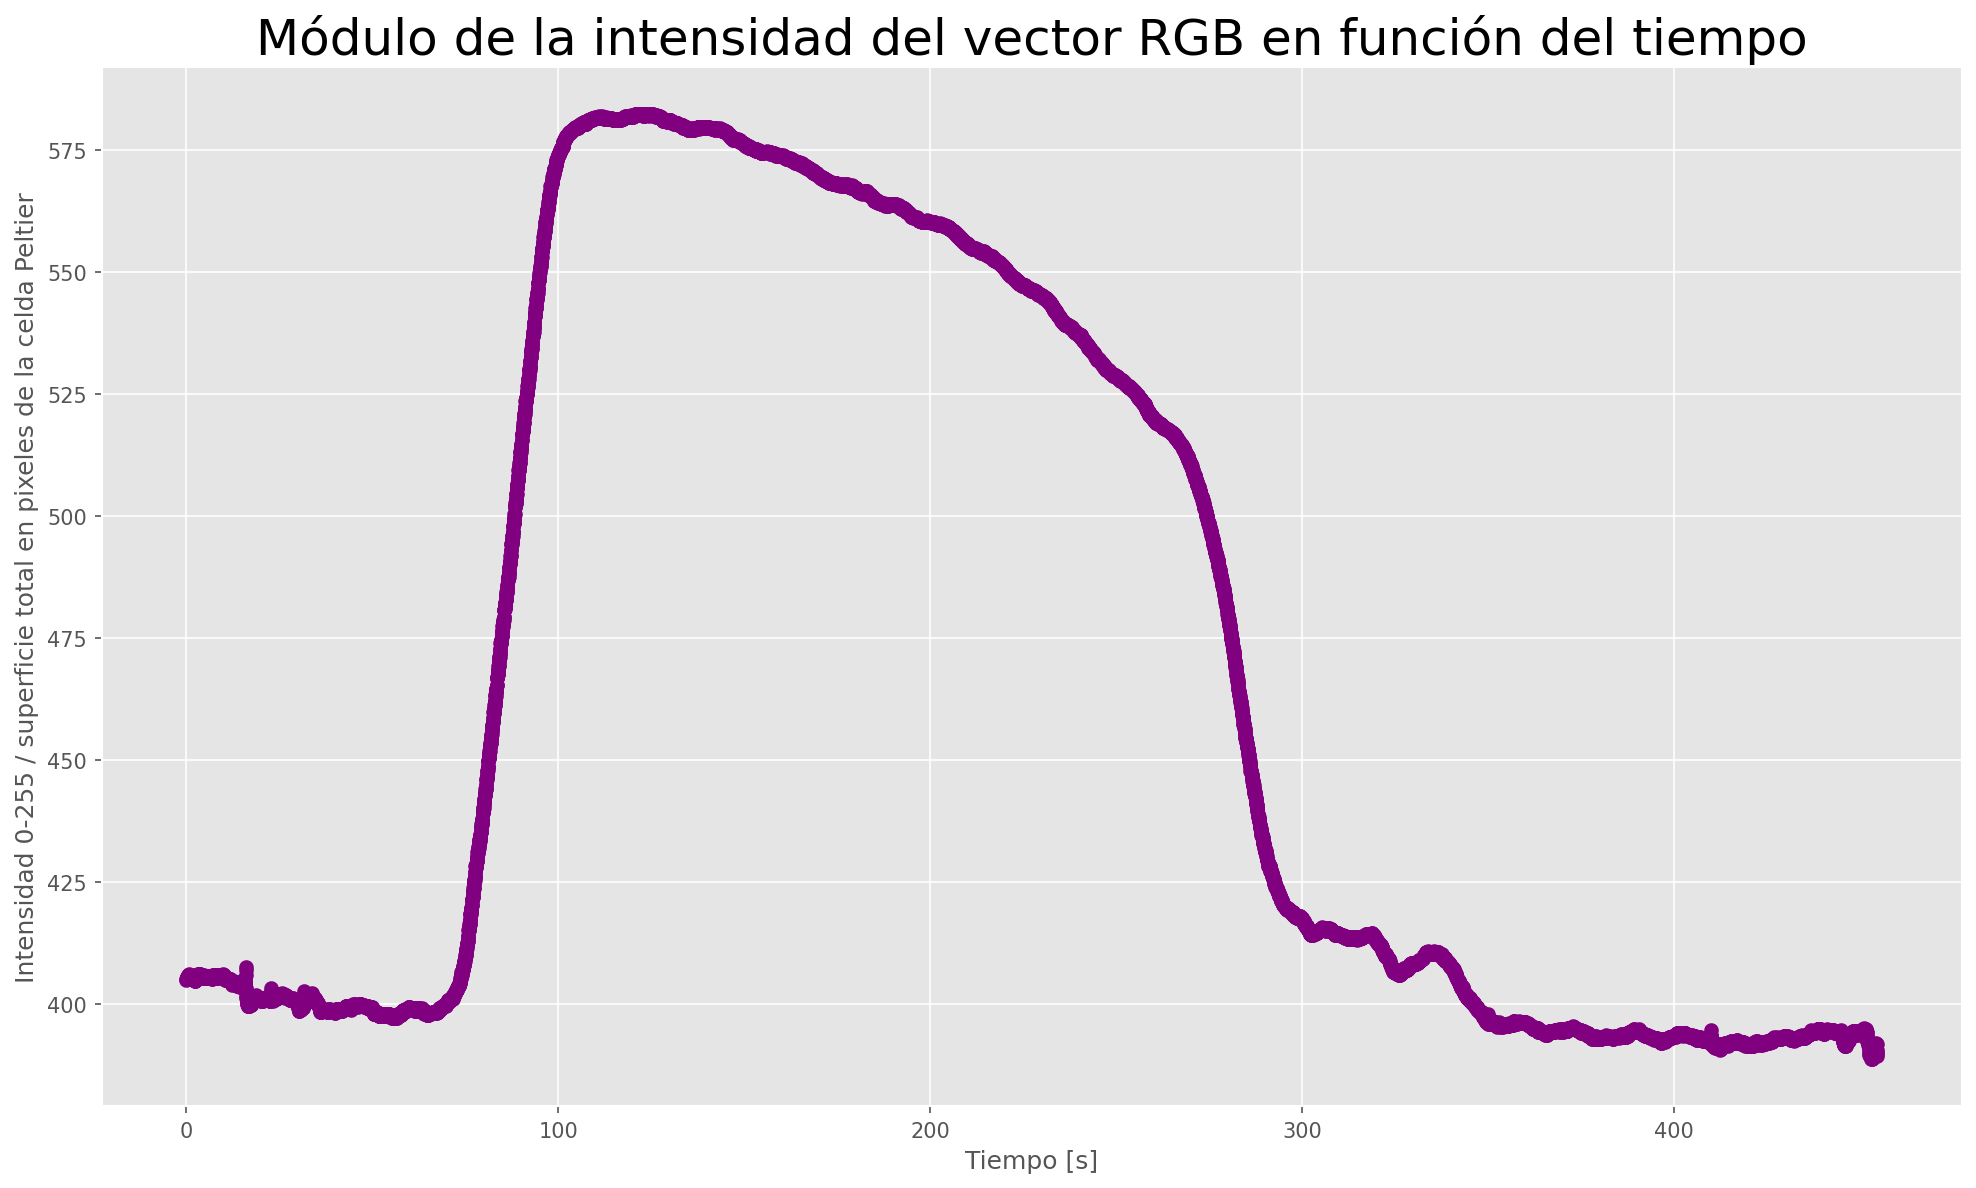 Módulo de la intensidad del vector RGB en función del tiempo
Intensidad 0-255 / superficie total en pixeles de la celda Peltier
575
550
525
500
475
450
425
400
0 100 200 300 400
Tiempo [s]